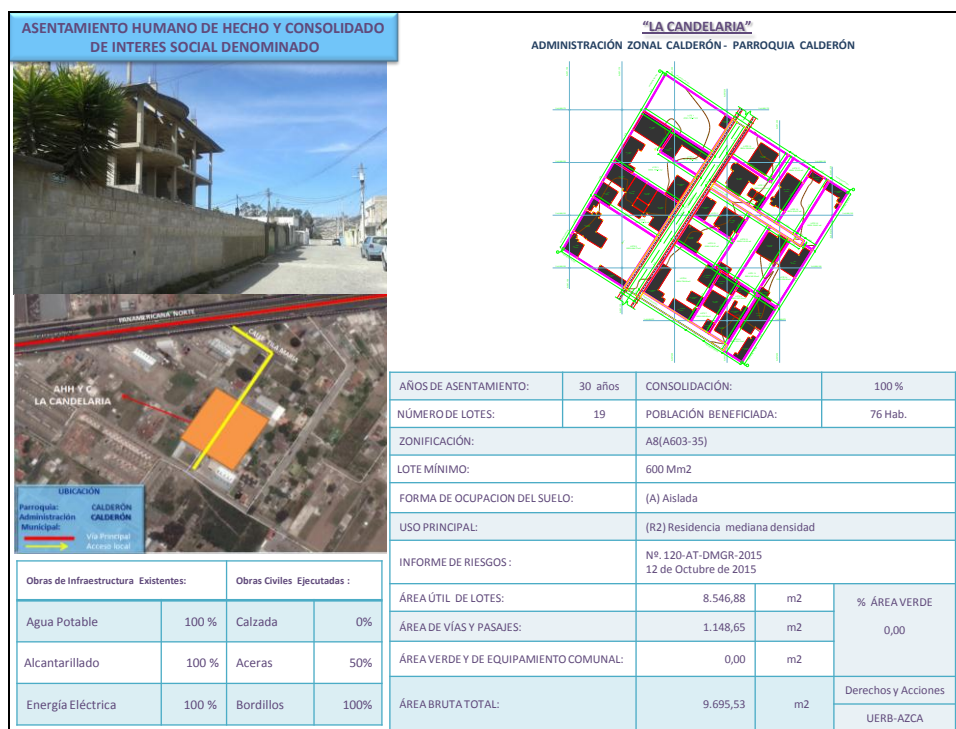 ASENTAMIENTO HUMANO DE HECHO Y CONSOLIDADO
DE INTERES SOCIAL DENOMINADO
"LA CANDELARIA"
ADMINISTRACIÓN ZONAL CALDERÓN - PARROQUIA CALDERÓN
PANAMERICANA NORTE
AHH Y C
LA CANDELARIA
UBICACIÓN
Parroquia: CALDERÓN
Administración CALDERÓN
Municipal:
Vía Principal
Acceso local
Obras de Infraestructura Existentes: Obras Civiles Ejecutadas :
Agua Potable 100 % Calzada 0%
Alcantarillado 100 % Aceras 50%
Energía Eléctrica 100 % Bordillos 100%
AÑOS DE ASENTAMIENTO: 30 años CONSOLIDACIÓN: 100 %
NÚMERO DE LOTES: 19 POBLACIÓN BENEFICIADA: 76 Hab.
ZONIFICACIÓN: A8(A603-35)
LOTE MÍNIMO: 600 Mm2
FORMA DE OCUPACION DEL SUELO: (A) Aislada
USO PRINCIPAL: (R2) Residencia mediana densidad
INFORME DE RIESGOS : Nº. 120-AT-DMGR-2015
12 de Octubre de 2015
ÁREA ÚTIL DE LOTES: 8.546,88 m2 % ÁREA VERDE
ÁREA DE VÍAS Y PASAJES: 1.148,65 m2 0,00
ÁREA VERDE Y DE EQUIPAMIENTO COMUNAL: 0,00 m2
ÁREA BRUTA TOTAL: 9.695,53 m2 Derechos y Acciones
UERB-AZCA